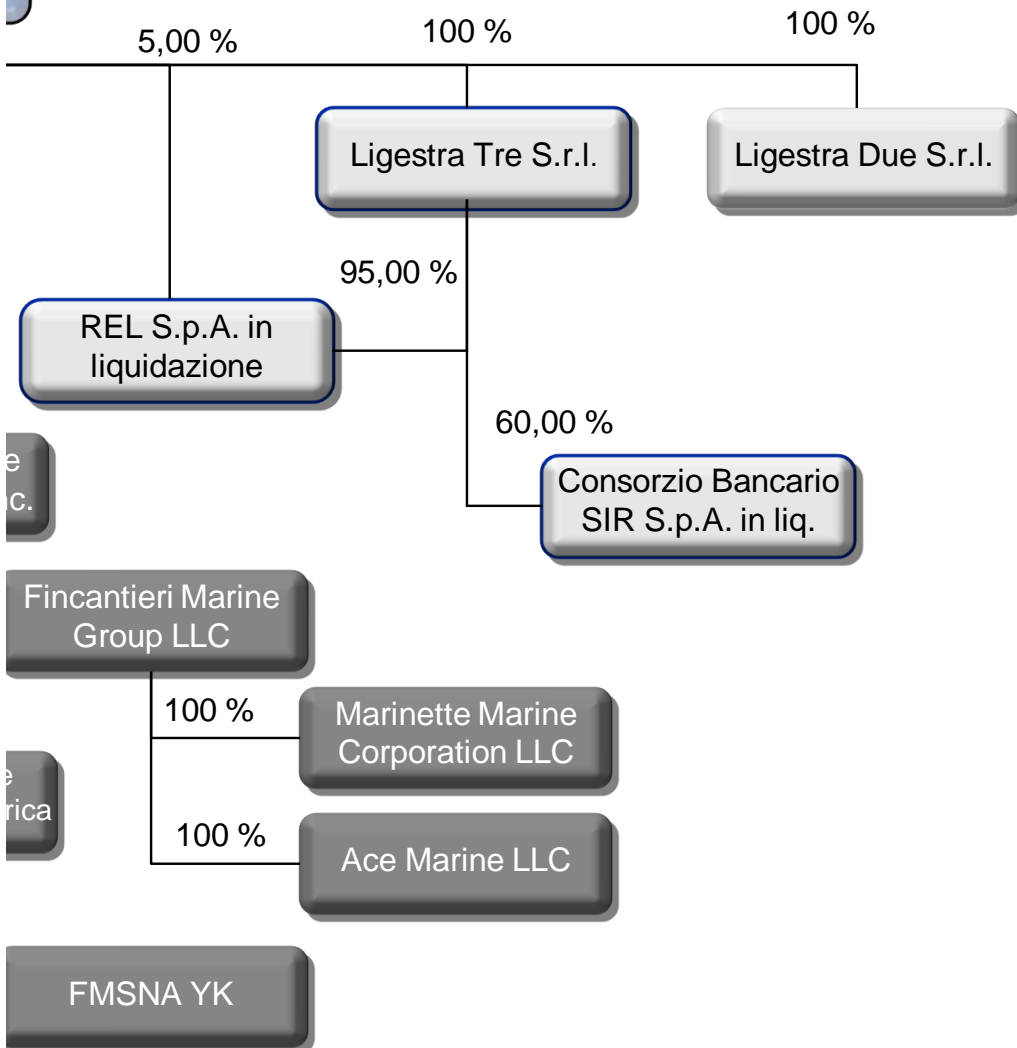 5,00 %
100 %
100 %
Ligestra Tre S.r.l.
Ligestra Due S.r.l.
95,00 %
REL S.p.A. in
liquidazione
60,00 %
Consorzio Bancario
SIR S.p.A. in liq.
Fincantieri Marine
Group LLC
100 %
Marinette Marine
Corporation LLC
100 %
Ace Marine LLC
FMSNA YK